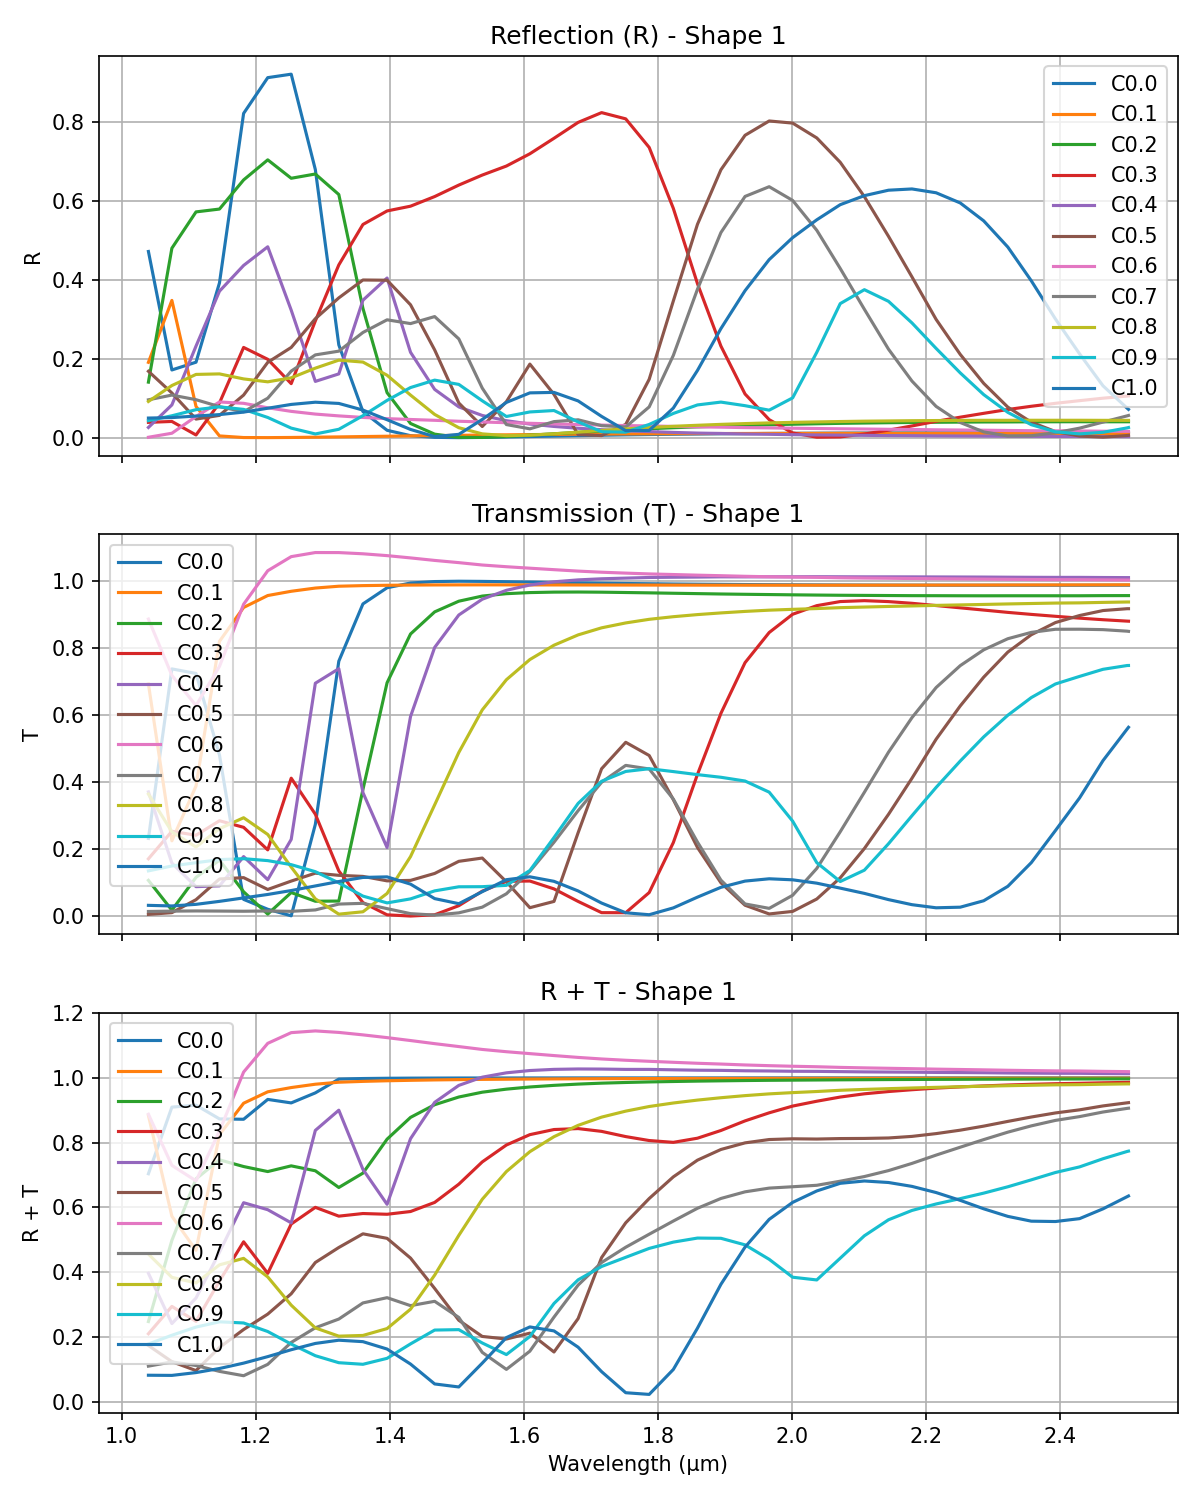 Reflection (R) - Shape 1
R
0.8
0.6
0.4
0.2
0.0
C0.0
C0.1
C0.2
C0.3
C0.4
C0.5
C0.6
C0.7
C0.8
C0.9
C1.0
Transmission (T) - Shape 1
T
1.0
0.8
0.6
0.4
0.2
0.0
C0.0
C0.1
C0.2
C0.3
C0.4
C0.5
C0.6
C0.7
C0.8
C0.9
C1.0
R + T - Shape 1
R + T
1.2
1.0
0.8
0.6
0.4
0.2
0.0
C0.0
C0.1
C0.2
C0.3
C0.4
C0.5
C0.6
C0.7
C0.8
C0.9
C1.0
1.0 1.2 1.4 1.6 1.8 2.0 2.2 2.4
Wavelength (μm)